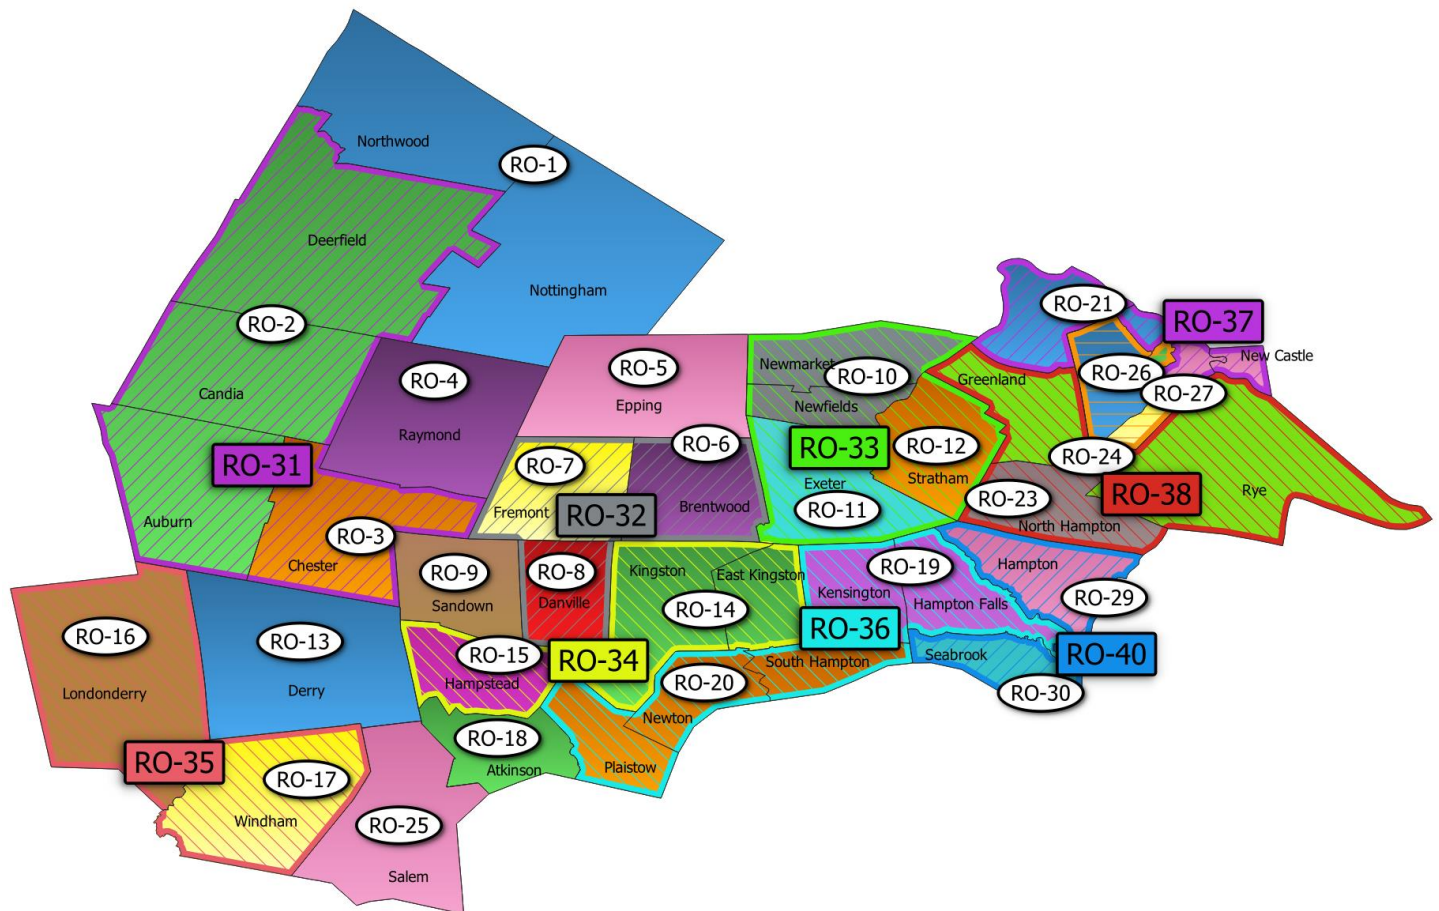 Northwood
RO-1
Deerfield
Nottingham
RO-21
RO-37
RO-2
New Castle
Newmarket
RO-5
RO-4
RO-10
Greenland
RO-26
RO-27
Candia
Epping
Newfields
Raymond
RO-6
RO-33
RO-12
RO-24
RO-31
RO-7
Exeter
Stratham
RO-38
Rye
RO-23
Auburn
Fremont
RO-32
Brentwood
RO-11
North Hampton
RO-3
Chester
RO-9
RO-8
Kingston
East Kingston
RO-19
Hampton
Sandown
Danville
Kensington
Hampton Falls
RO-29
RO-14
RO-16
RO-13
RO-36
RO-15
RO-34
South Hampton
Seabrook
RO-40
Londonderry
Derry
Hampstead
RO-20
RO-30
Newton
RO-18
RO-35
RO-17
Atkinson
Plaistow
Windham
RO-25
Salem